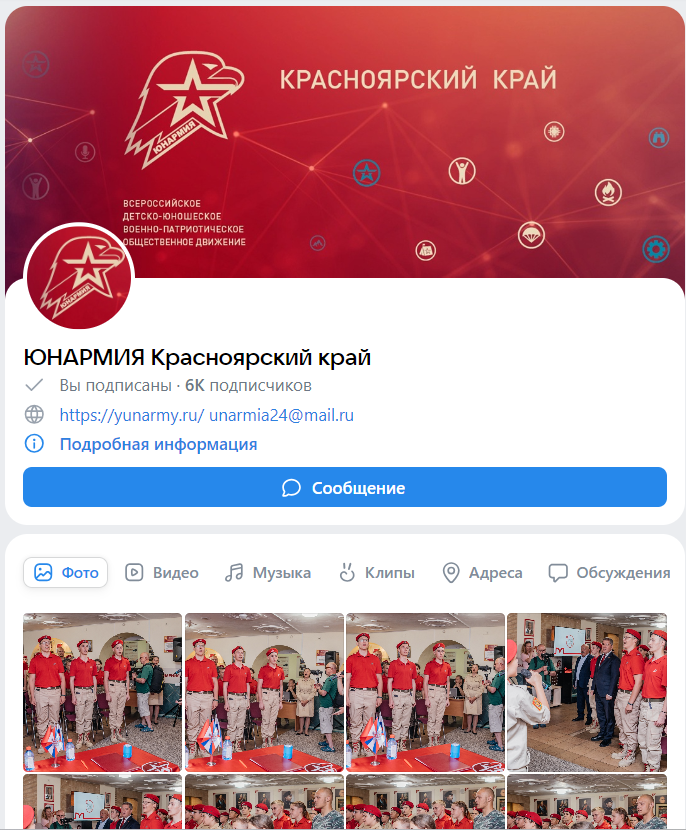 КРАСНОЯРСКИЙ КРАЙ
ЮНАРМИЯ
ВСЕРОССИЙСКОЕ
ДЕТСКО-ЮНОШЕСКОЕ
ВОЕННО-ПАТРИОТИЧЕСКОЕ
ОБЩЕСТВЕННОЕ ДВИЖЕНИЕ
ЮНАРМИЯ
ЮНАРМИЯ Красноярский край
Вы подписаны · 6K подписчиков
https://yunarmy.ru/ unarmia24@mail.ru
Подробная информация
Сообщение
Фото Видео Музыка Клипы Адреса Обсуждения